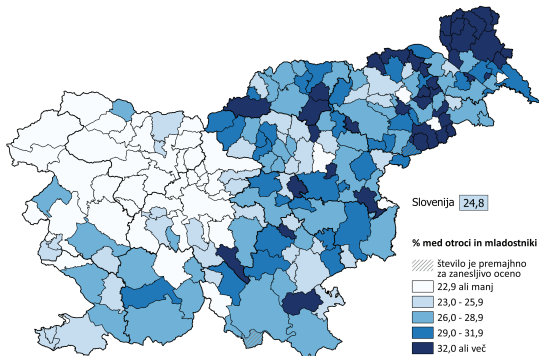 Slovenija 24,8
% med otroci in mladostniki
število je premajhno
za zanesljivo oceno
22,9 ali manj
23,0 - 25,9
26,0 - 28,9
29,0 - 31,9
32,0 ali več